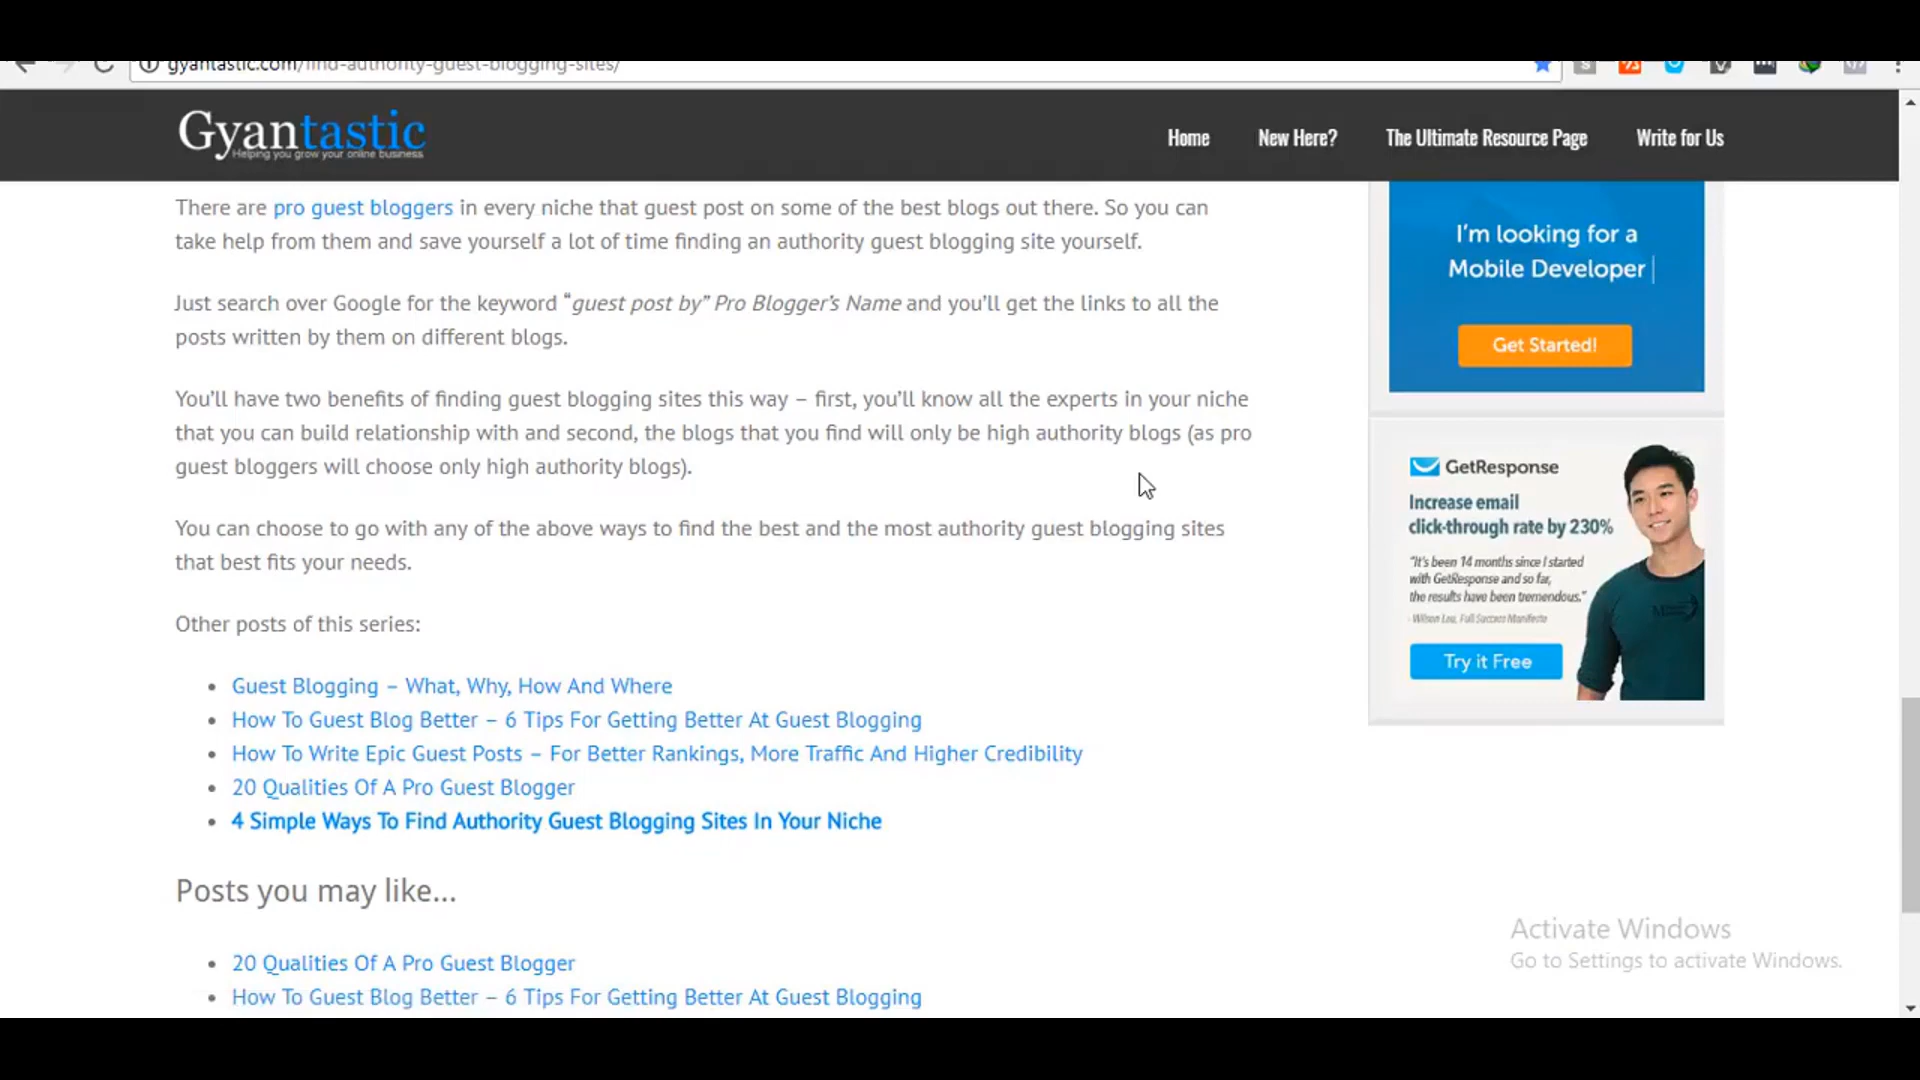 gyantastic.com/find-authority-guest-blogging-sites/
Gyantastic
Helping you grow your online business
Home New Here? The Ultimate Resource Page Write for Us
There are pro guest bloggers in every niche that guest post on some of the best blogs out there. So you can
take help from them and save yourself a lot of time finding an authority guest blogging site yourself.
Just search over Google for the keyword “guest post by” Pro Blogger’s Name and you’ll get the links to all the
posts written by them on different blogs.
You’ll have two benefits of finding guest blogging sites this way – first, you’ll know all the experts in your niche
that you can build relationship with and second, the blogs that you find will only be high authority blogs (as pro
guest bloggers will choose only high authority blogs).
You can choose to go with any of the above ways to find the best and the most authority guest blogging sites
that best fits your needs.
Other posts of this series:
• Guest Blogging – What, Why, How And Where
• How To Guest Blog Better – 6 Tips For Getting Better At Guest Blogging
• How To Write Epic Guest Posts – For Better Rankings, More Traffic And Higher Credibility
• 20 Qualities Of A Pro Guest Blogger
• 4 Simple Ways To Find Authority Guest Blogging Sites In Your Niche
Posts you may like...
• 20 Qualities Of A Pro Guest Blogger
• How To Guest Blog Better – 6 Tips For Getting Better At Guest Blogging
I’m looking for a
Mobile Developer
Get Started!
GetResponse
Increase email
click-through rate by 230%
“It’s been 14 months since I started
with GetResponse and so far,
the results have been tremendous.”
- Wilson Lau, Full Success Manifesto
Try it Free
Activate Windows
Go to Settings to activate Windows.